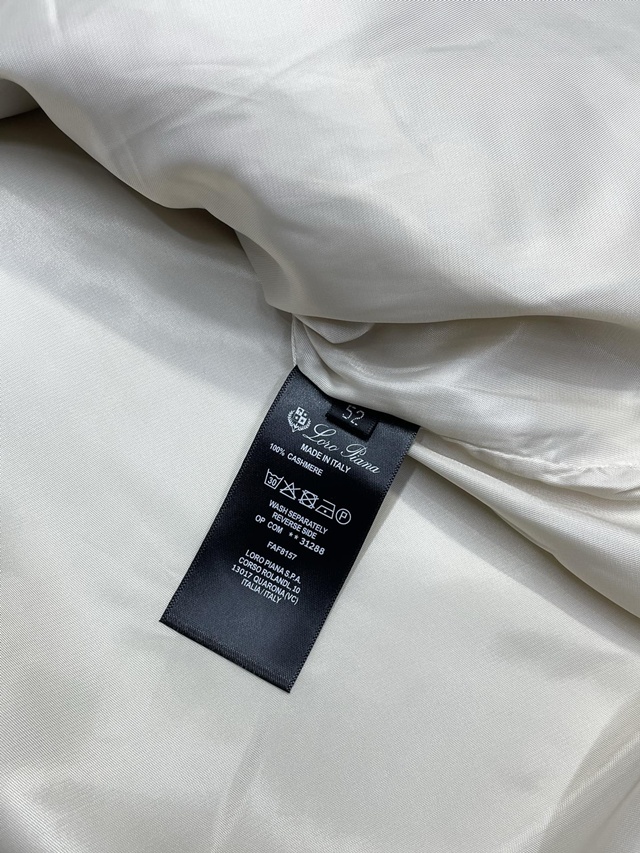 52
Loro Piana
MADE IN ITALY
100% CASHMERE
30 P
WASH SEPARATELY
REVERSE SIDE
OP COM ** 31288
FAF8157
LORO PIANA S.P.A.
CORSO ROLANDI, 10
13017 QUARONA (VC)
ITALIA / ITALY